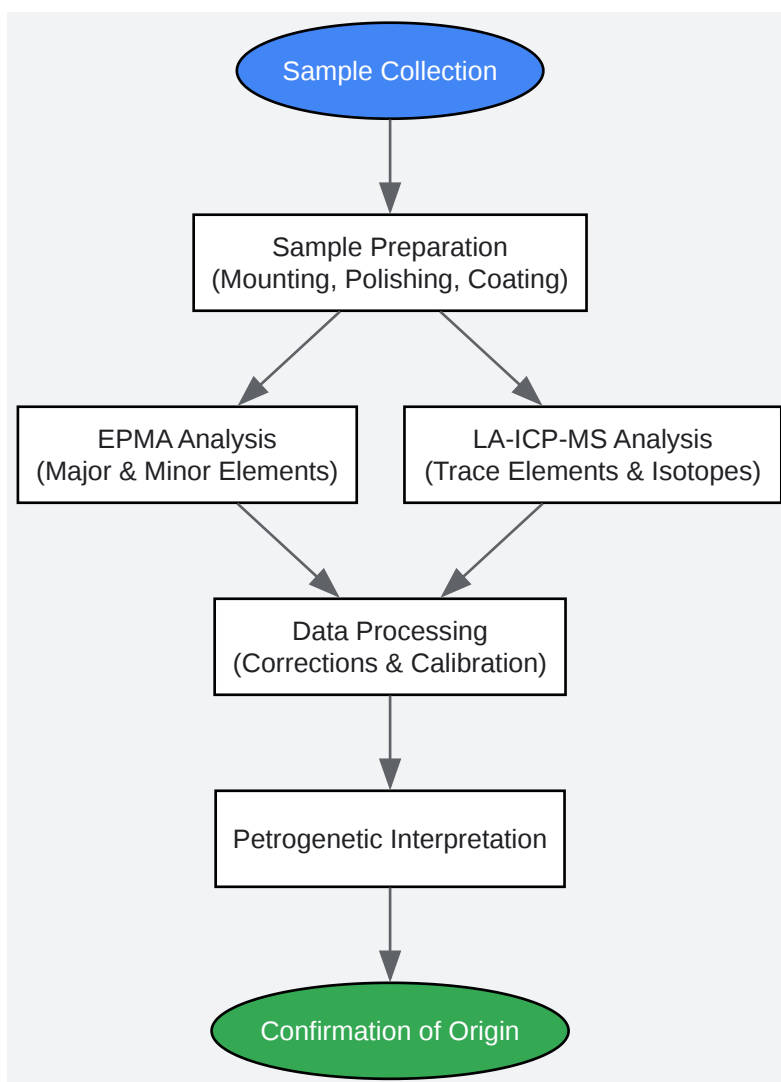 Sample Collection
Sample Preparation
(Mounting, Polishing, Coating)
EPMA Analysis
(Major & Minor Elements)
LA-ICP-MS Analysis
(Trace Elements & Isotopes)
Data Processing
(Corrections & Calibration)
Petrogenetic Interpretation
Confirmation of Origin